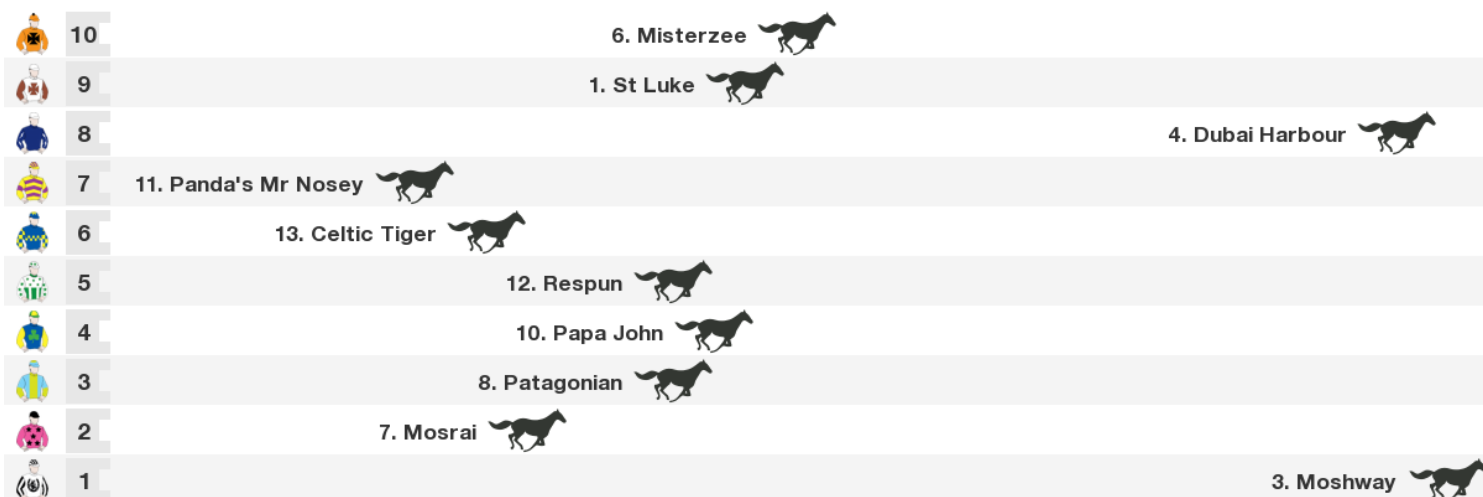 10 6. Misterzee
9 1. St Luke
8 4. Dubai Harbour
7 11. Panda's Mr Nosey
6 13. Celtic Tiger
5 12. Respun
4 10. Papa John
3 8. Patagonian
2 7. Mosrai
1 3. Moshway